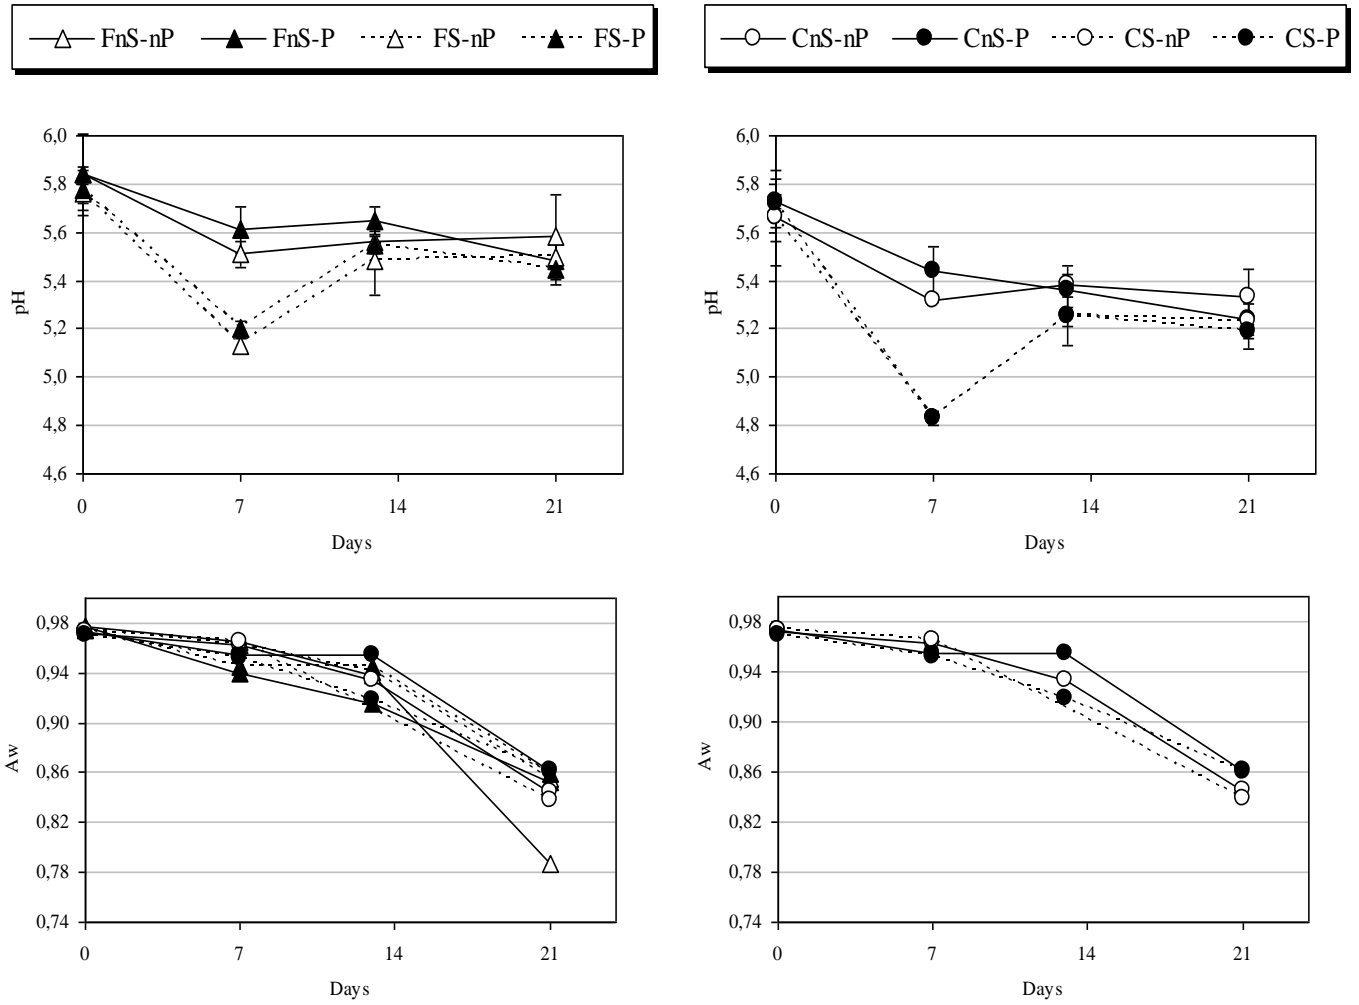 FnS-nP FnS-P FS-nP FS-P
CnS-nP CnS-P CS-nP CS-P
6,0
5,8
5,6
5,4
5,2
5,0
4,8
4,6
pH
0 7 14 21
Days
6,0
5,8
5,6
5,4
5,2
5,0
4,8
4,6
pH
0 7 14 21
Days
0,98
0,94
0,90
0,86
0,82
0,78
0,74
Aw
0 7 14 21
Days
0,98
0,94
0,90
0,86
0,82
0,78
0,74
Aw
0 7 14 21
Days